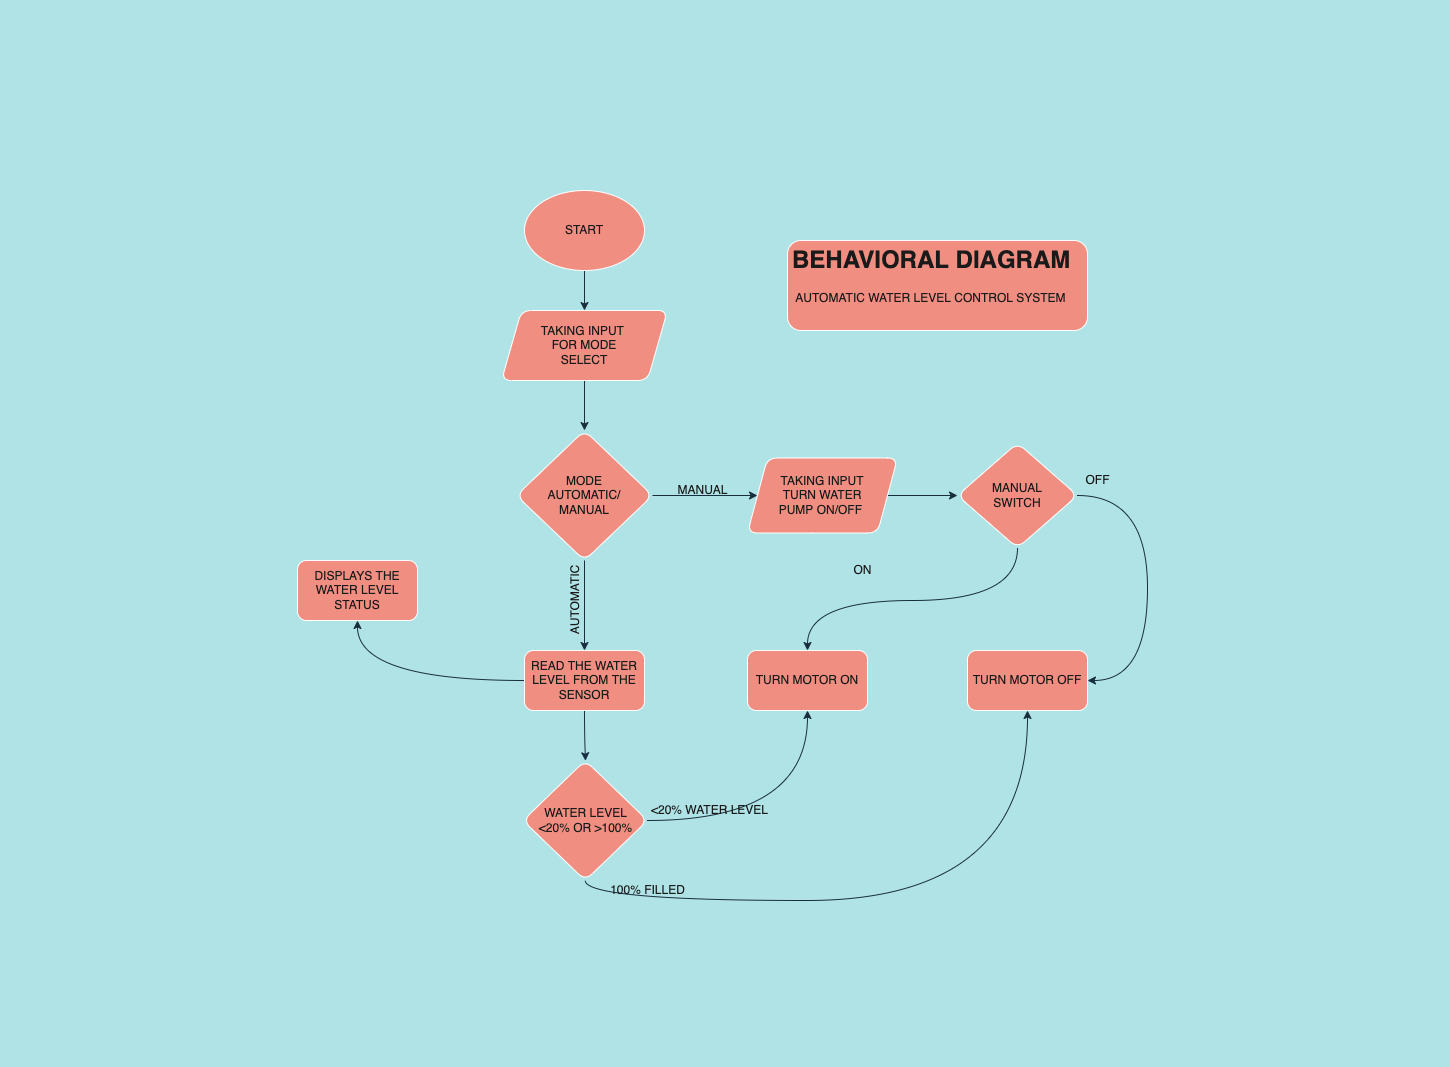 START
BEHAVIORAL DIAGRAM
AUTOMATIC WATER LEVEL CONTROL SYSTEM
TAKING INPUT
FOR MODE
SELECT
MODE
AUTOMATIC/
MANUAL
MANUAL
TAKING INPUT
TURN WATER
PUMP ON/OFF
MANUAL
SWITCH
OFF
ON
AUTOMATIC
DISPLAYS THE
WATER LEVEL
STATUS
READ THE WATER
LEVEL FROM THE
SENSOR
TURN MOTOR ON
TURN MOTOR OFF
WATER LEVEL
<20% OR >100%
<20% WATER LEVEL
100% FILLED